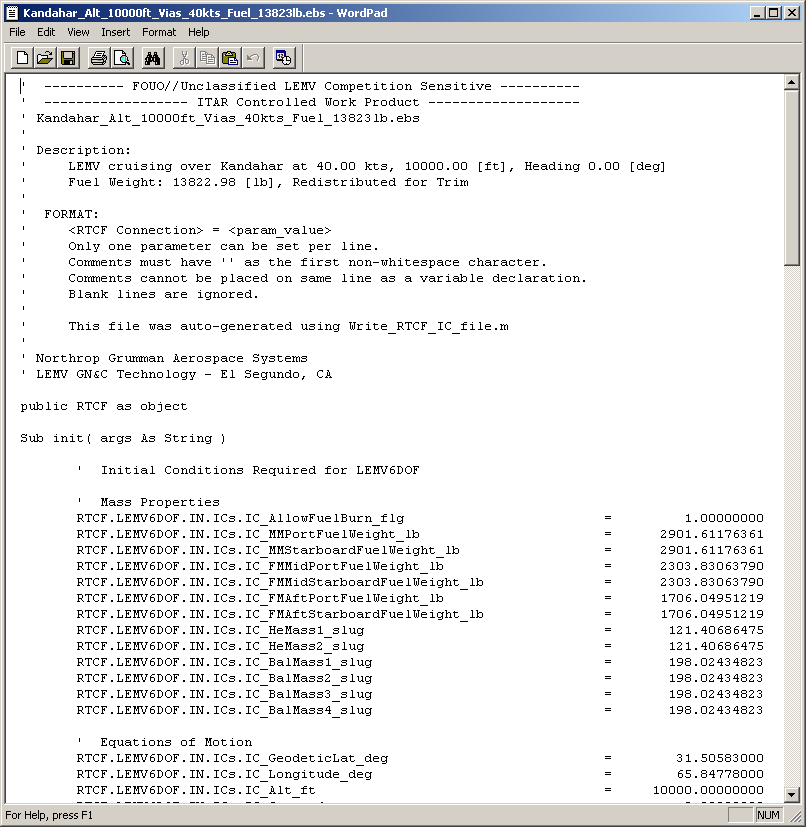 Kandahar_Alt_10000ft_Vias_40kts_Fuel_13823lb.ebs - WordPad
File Edit View Insert Format Help
' ---------- FOUO//Unclassified LEMV Competition Sensitive ----------
' ------------------ ITAR Controlled Work Product -------------------
' Kandahar_Alt_10000ft_Vias_40kts_Fuel_13823lb.ebs
'
' Description:
' LEMV cruising over Kandahar at 40.00 kts, 10000.00 [ft], Heading 0.00 [deg]
' Fuel Weight: 13822.98 [lb], Redistributed for Trim
'
' FORMAT:
' <RTCF Connection> = <param_value>
' Only one parameter can be set per line.
' Comments must have '' as the first non-whitespace character.
' Comments cannot be placed on same line as a variable declaration.
' Blank lines are ignored.
'
' This file was auto-generated using Write_RTCF_IC_file.m
'
' Northrop Grumman Aerospace Systems
' LEMV GN&C Technology - El Segundo, CA
public RTCF as object
Sub init( args As String )
' Initial Conditions Required for LEMV6DOF
' Mass Properties
RTCF.LEMV6DOF.IN.ICs.IC_AllowFuelBurn_flg = 1.00000000
RTCF.LEMV6DOF.IN.ICs.IC_MMPortFuelWeight_lb = 2901.61176361
RTCF.LEMV6DOF.IN.ICs.IC_MMStarboardFuelWeight_lb = 2901.61176361
RTCF.LEMV6DOF.IN.ICs.IC_FMMidPortFuelWeight_lb = 2303.83063790
RTCF.LEMV6DOF.IN.ICs.IC_FMMidStarboardFuelWeight_lb = 2303.83063790
RTCF.LEMV6DOF.IN.ICs.IC_FMAftPortFuelWeight_lb = 1706.04951219
RTCF.LEMV6DOF.IN.ICs.IC_FMAftStarboardFuelWeight_lb = 1706.04951219
RTCF.LEMV6DOF.IN.ICs.IC_HeMass1_slug = 121.40686475
RTCF.LEMV6DOF.IN.ICs.IC_HeMass2_slug = 121.40686475
RTCF.LEMV6DOF.IN.ICs.IC_BalMass1_slug = 198.02434823
RTCF.LEMV6DOF.IN.ICs.IC_BalMass2_slug = 198.02434823
RTCF.LEMV6DOF.IN.ICs.IC_BalMass3_slug = 198.02434823
RTCF.LEMV6DOF.IN.ICs.IC_BalMass4_slug = 198.02434823
' Equations of Motion
RTCF.LEMV6DOF.IN.ICs.IC_GeodeticLat_deg = 31.50583000
RTCF.LEMV6DOF.IN.ICs.IC_Longitude_deg = 65.84778000
RTCF.LEMV6DOF.IN.ICs.IC_Alt_ft = 10000.00000000
For Help, press F1
NUM